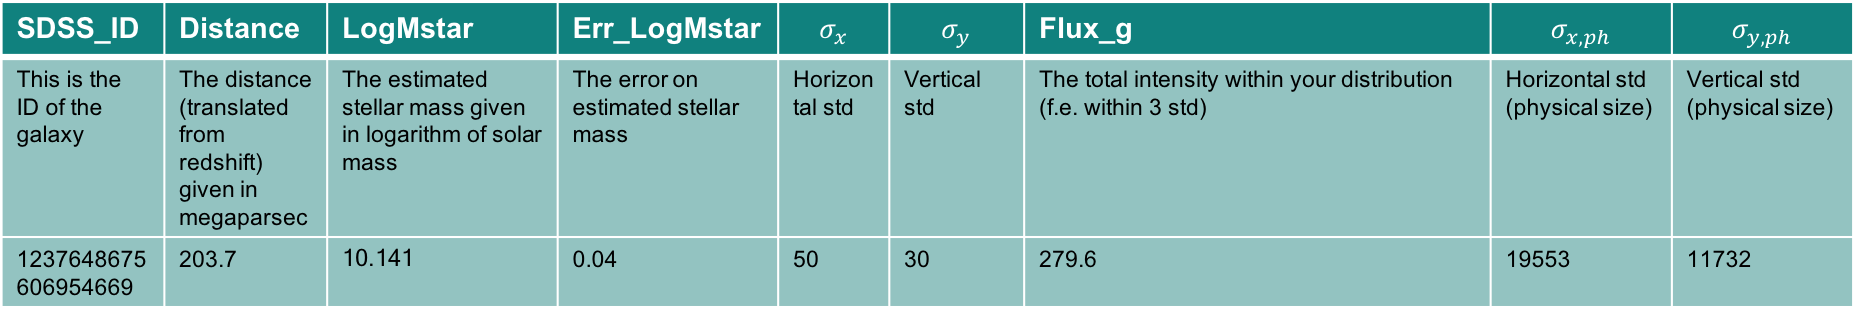 SDSS_ID Distance LogMstar Err_LogMstar σx σy Flux_g σx,ph σy,ph
This is the
ID of the
galaxy
The distance
(translated
from
redshift)
given in
megaparsec
The estimated
stellar mass given
in logarithm of solar
mass
The error on
estimated stellar
mass
Horizon
tal std
Vertical
std
The total intensity within your distribution
(f.e. within 3 std)
Horizontal std
(physical size)
Vertical std
(physical size)
1237648675
606954669
203.7
10.141
0.04
50
30
279.6
19553
11732